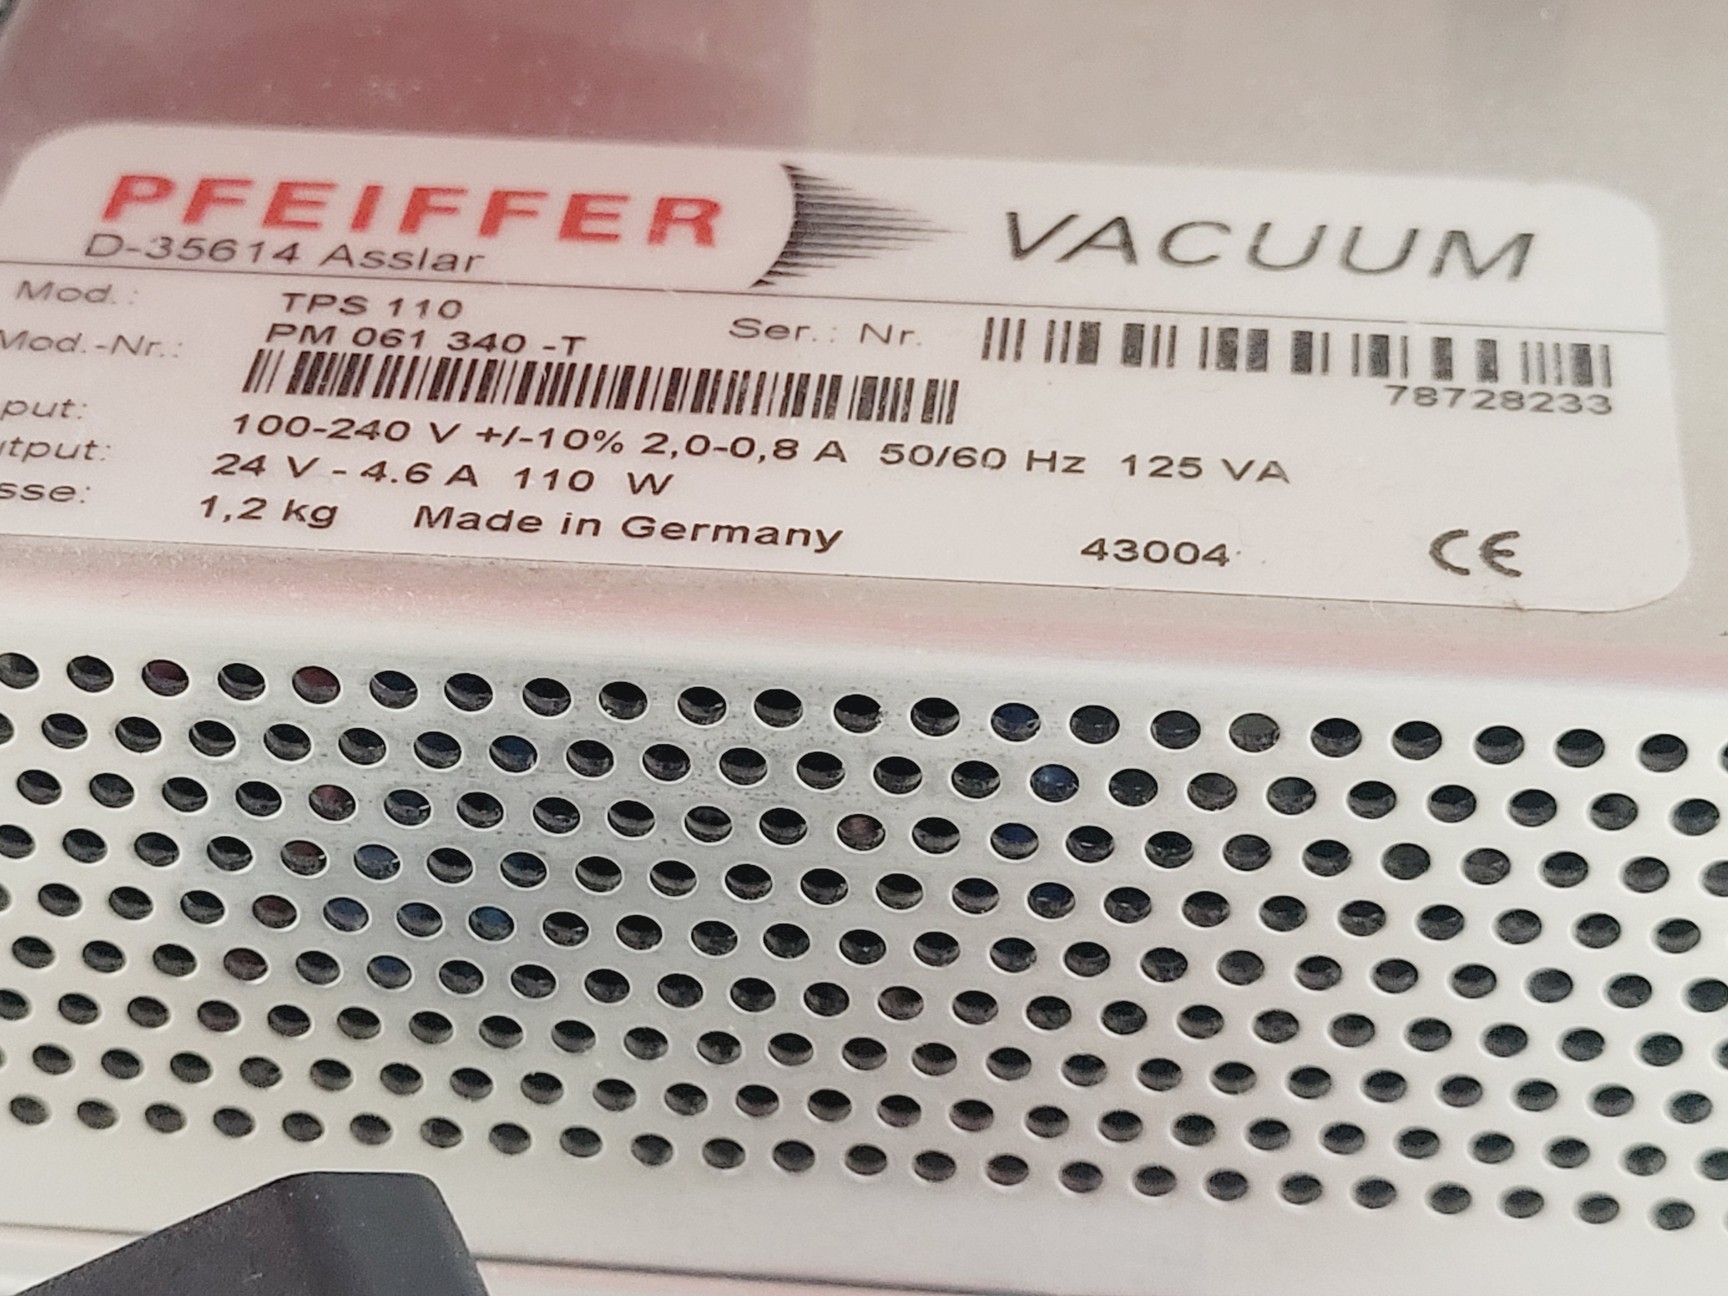 PFEIFFER VACUUM
D-35614 Asslar
Mod.: TPS 110
Mod.-Nr.: PM 061 340 -T Ser.: Nr.
78728233
put: 100-240 V +/-10% 2,0-0,8 A 50/60 Hz 125 VA
tput: 24 V - 4.6 A 110 W
sse: 1,2 kg Made in Germany 43004 CE